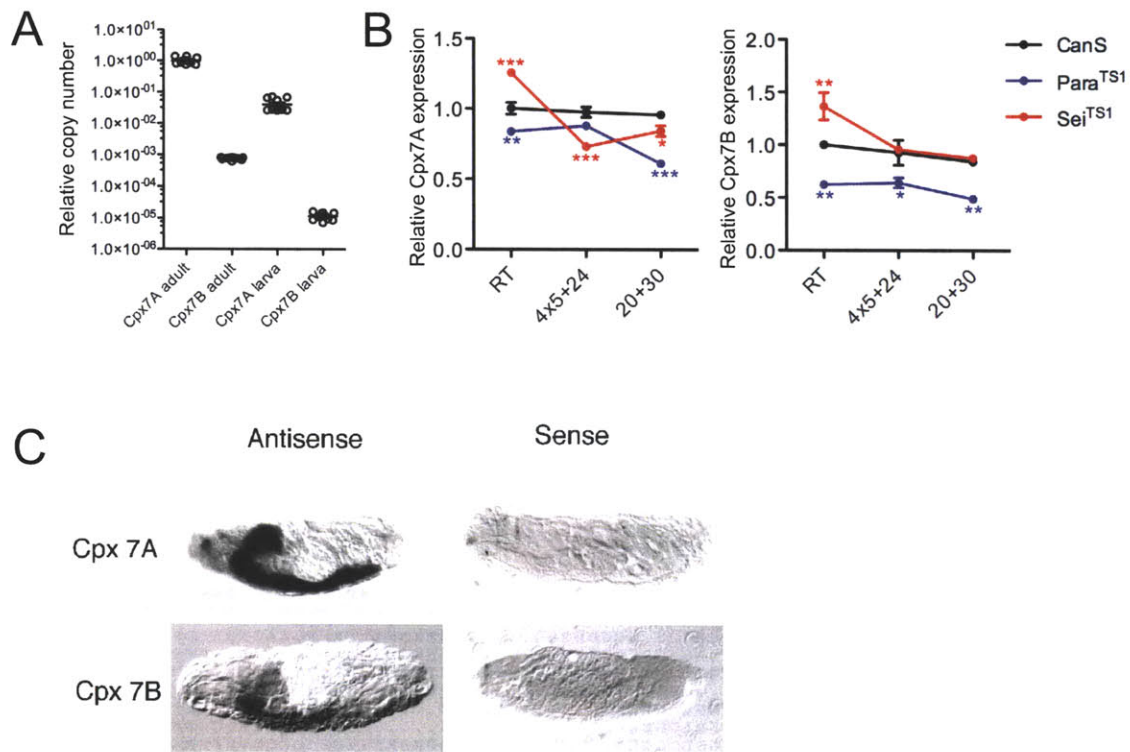 A
Relative copy number
1.0×10⁰¹
1.0×10⁰⁰
1.0×10⁻⁰¹
1.0×10⁻⁰²
1.0×10⁻⁰³
1.0×10⁻⁰⁴
1.0×10⁻⁰⁵
1.0×10⁻⁰⁶
Cpx7A adult
Cpx7B adult
Cpx7A larva
Cpx7B larva
B
Relative Cpx7A expression
1.5
1.0
0.5
0.0
***
**
***
*
***
RT
4x5+24
20+30
Relative Cpx7B expression
2.0
1.5
1.0
0.5
0.0
**
**
*
**
RT
4x5+24
20+30
CanS
Para^TS1
Sei^TS1
C
Antisense
Sense
Cpx 7A
Cpx 7B